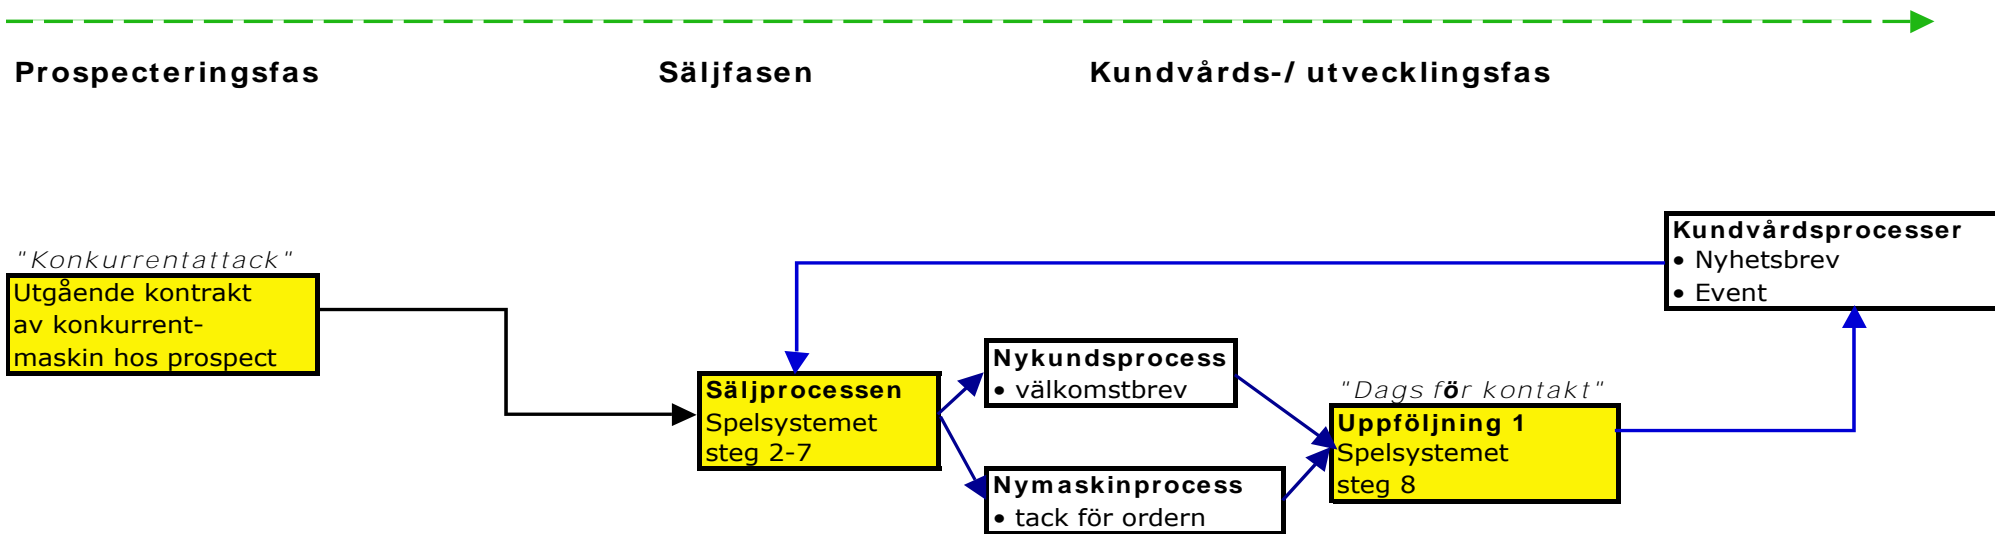 Prospecteringsfas
Säljfasen
Kundvårds-/ utvecklingsfas
"Konkurrentattack"
Utgående kontrakt
av konkurrent-
maskin hos prospect
Säljprocessen
Spelsystemet
steg 2-7
Nykundsprocess
• välkomstbrev
Nymaskinprocess
• tack för ordern
"Dags för kontakt"
Uppföljning 1
Spelsystemet
steg 8
Kundvårdsprocesser
• Nyhetsbrev
• Event